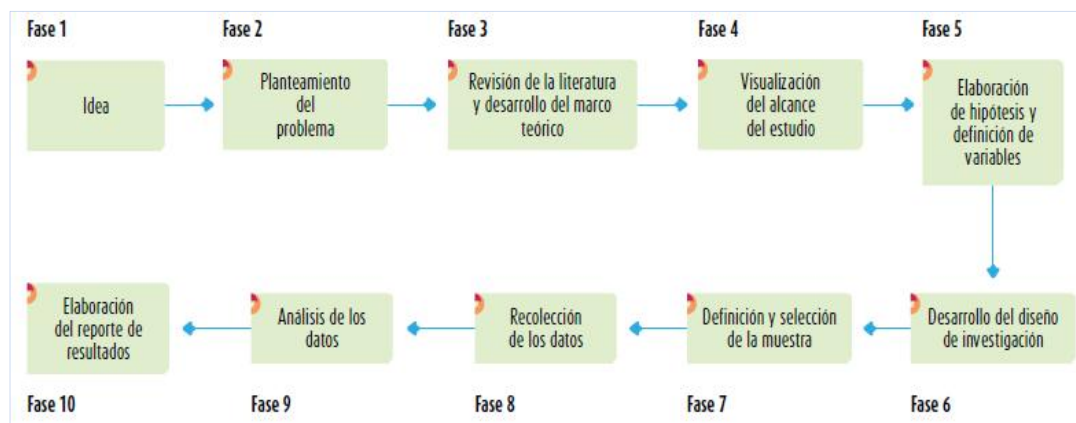 Fase 1
Fase 2
Fase 3
Fase 4
Fase 5
Idea
Planteamiento
del
problema
Revisión de la literatura
y desarrollo del marco
teórico
Visualización
del alcance
del estudio
Elaboración
de hipótesis y
definición de
variables
Elaboración
del reporte de
resultados
Análisis de los
datos
Recolección
de los datos
Definición y selección
de la muestra
Desarrollo del diseño
de investigación
Fase 10
Fase 9
Fase 8
Fase 7
Fase 6